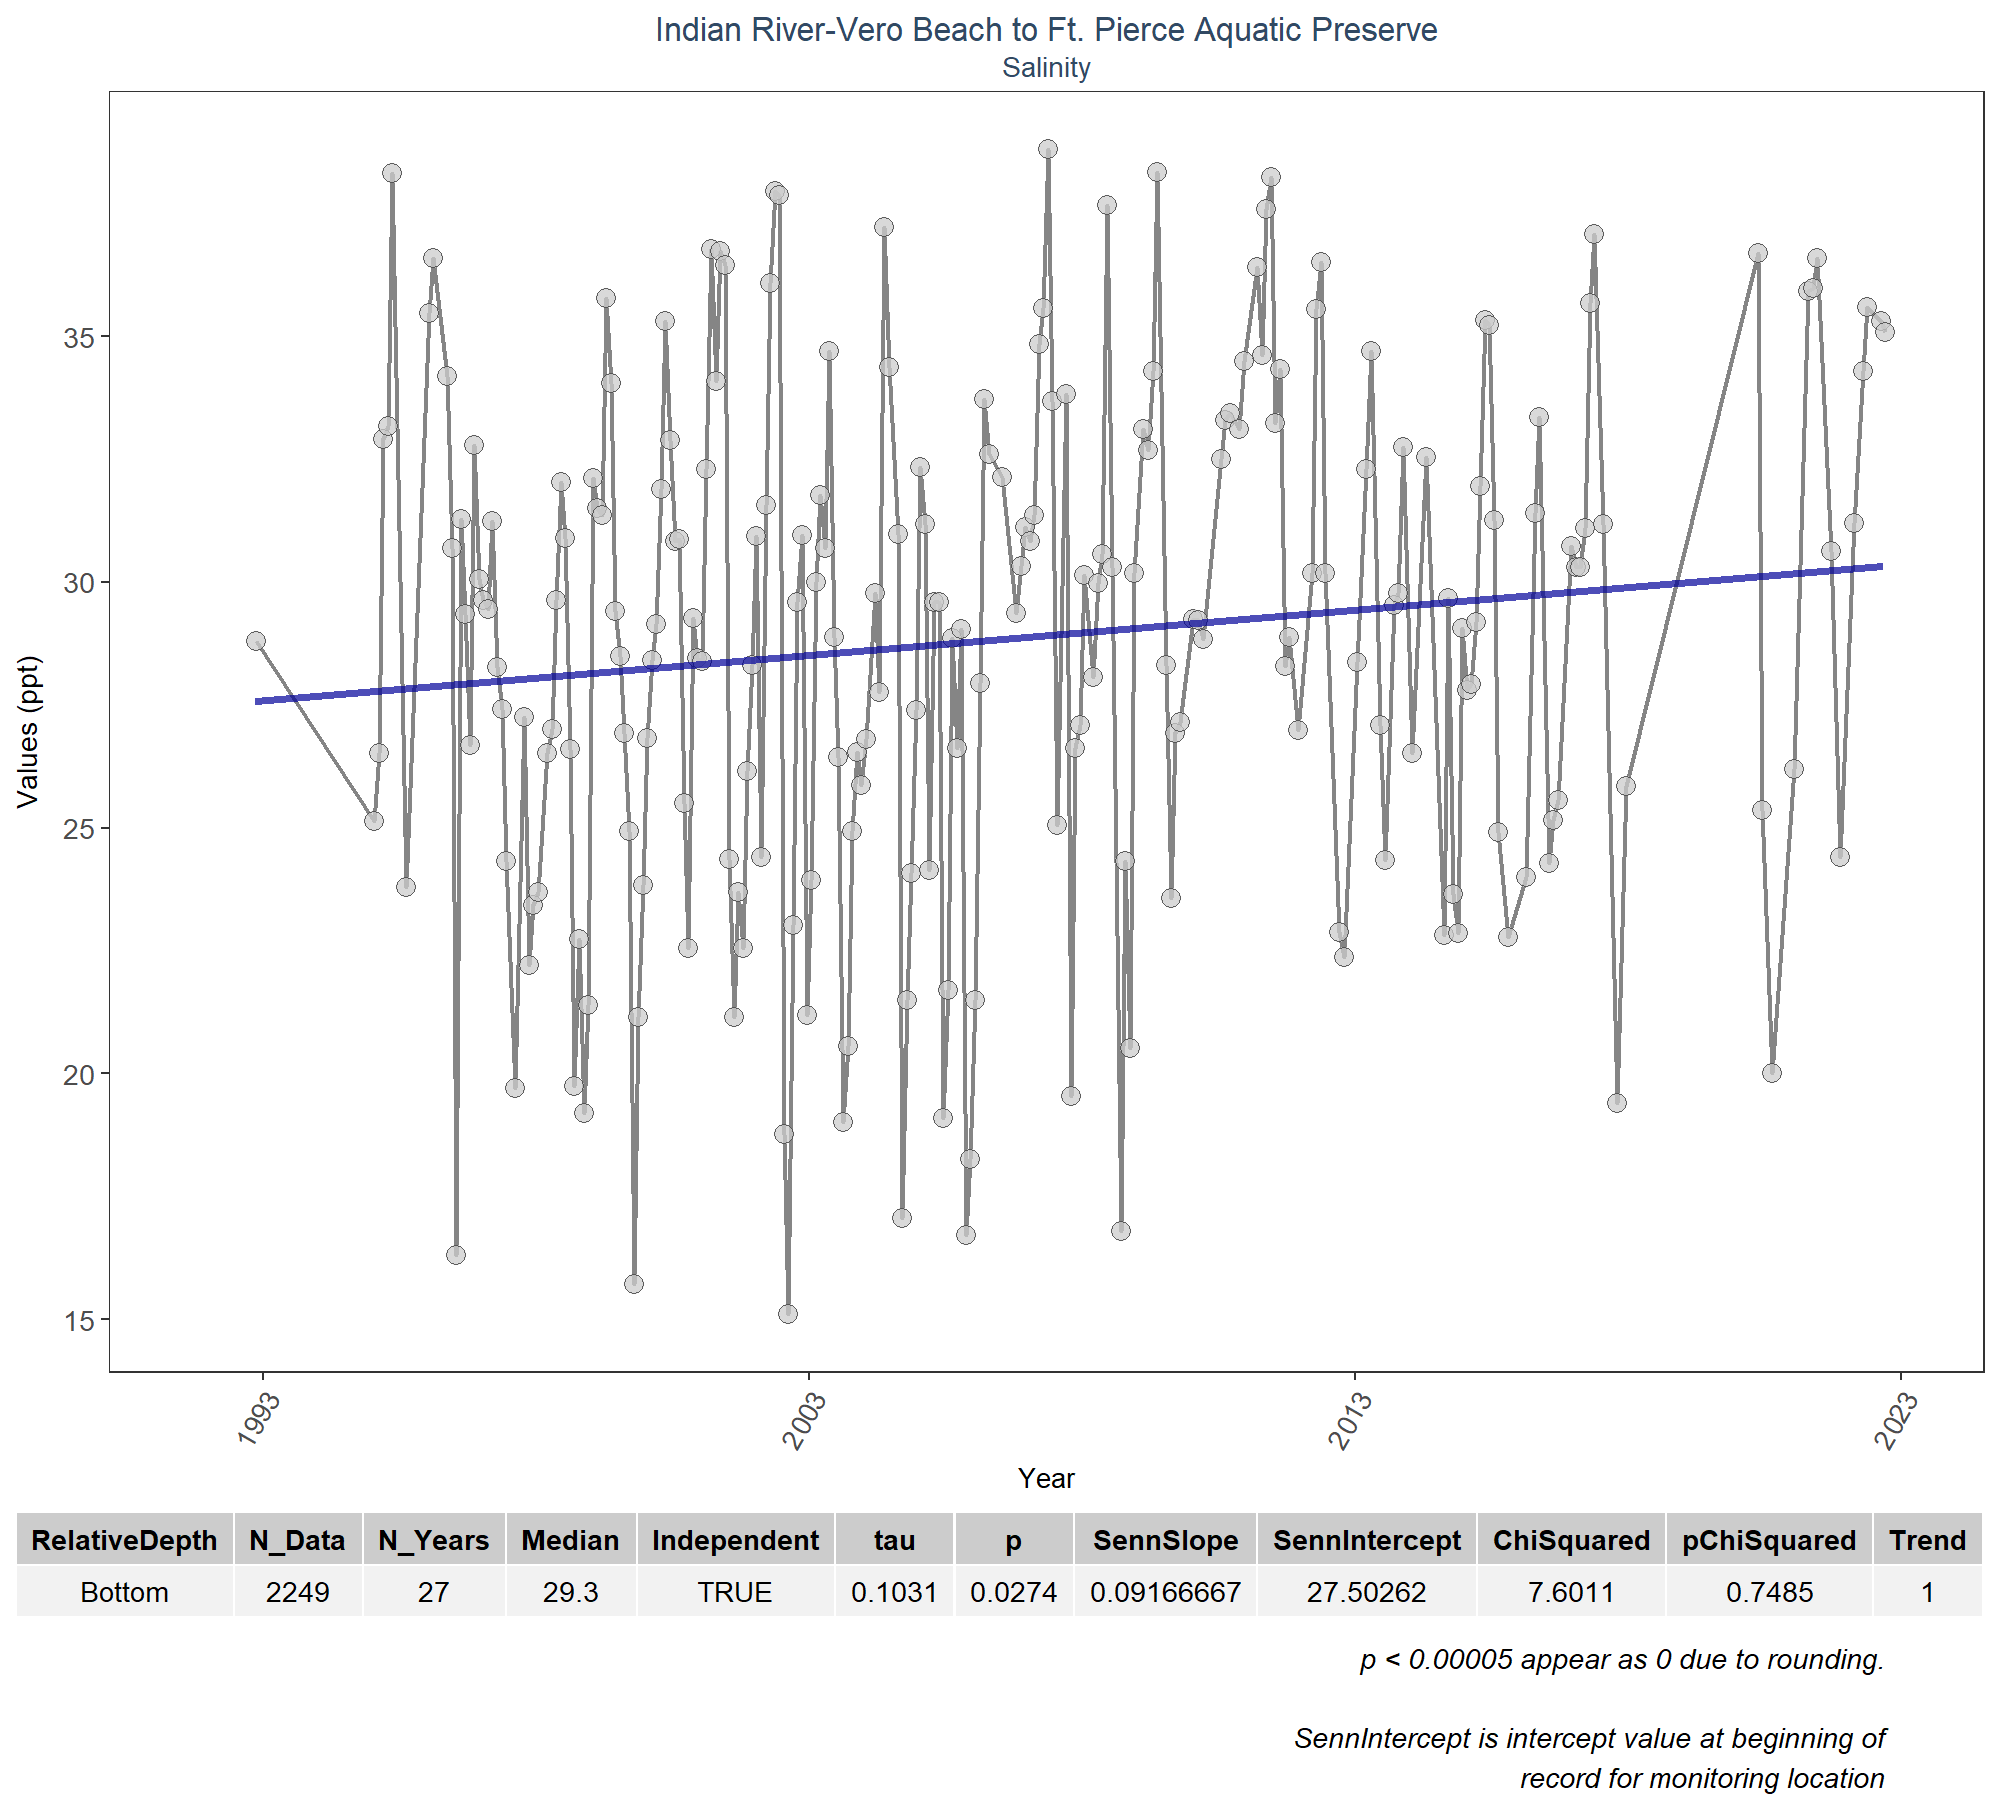 Indian River-Vero Beach to Ft. Pierce Aquatic Preserve
Salinity
Values (ppt)
35
30
25
20
15
1993 2003 2013 2023
Year
RelativeDepth N_Data N_Years Median Independent tau p SennSlope SennIntercept ChiSquared pChiSquared Trend
Bottom 2249 27 29.3 TRUE 0.1031 0.0274 0.09166667 27.50262 7.6011 0.7485 1
p < 0.00005 appear as 0 due to rounding.
SennIntercept is intercept value at beginning of
record for monitoring location